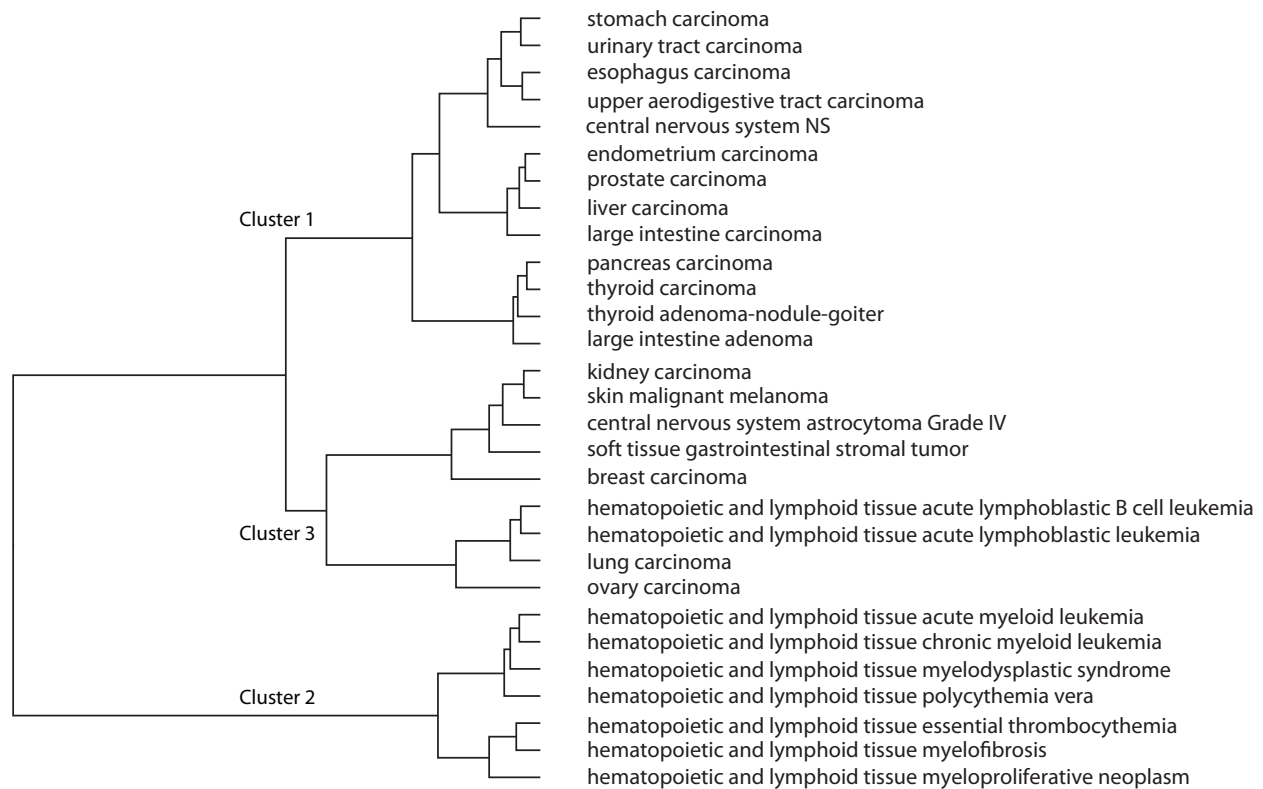 stomach carcinoma
urinary tract carcinoma
esophagus carcinoma
upper aerodigestive tract carcinoma
central nervous system NS
endometrium carcinoma
prostate carcinoma
liver carcinoma
Cluster 1
large intestine carcinoma
pancreas carcinoma
thyroid carcinoma
thyroid adenoma-nodule-goiter
large intestine adenoma
kidney carcinoma
skin malignant melanoma
central nervous system astrocytoma Grade IV
soft tissue gastrointestinal stromal tumor
breast carcinoma
hematopoietic and lymphoid tissue acute lymphoblastic B cell leukemia
Cluster 3
hematopoietic and lymphoid tissue acute lymphoblastic leukemia
lung carcinoma
ovary carcinoma
hematopoietic and lymphoid tissue acute myeloid leukemia
hematopoietic and lymphoid tissue chronic myeloid leukemia
hematopoietic and lymphoid tissue myelodysplastic syndrome
Cluster 2
hematopoietic and lymphoid tissue polycythemia vera
hematopoietic and lymphoid tissue essential thrombocythemia
hematopoietic and lymphoid tissue myelofibrosis
hematopoietic and lymphoid tissue myeloproliferative neoplasm